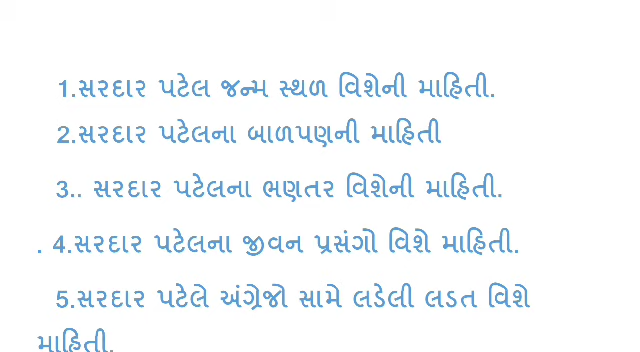 1.સરદાર પટેલ જન્મ સ્થળ વિશેની માહિતી.
2.સરદાર પટેલના બાળપણની માહિતી
3.. સરદાર પટેલના ભણતર વિશેની માહિતી.
. 4.સરદાર પટેલના જીવન પ્રસંગો વિશે માહિતી.
5.સરદાર પટેલે અંગ્રેજો સામે લડેલી લડત વિશે
માહિતી.